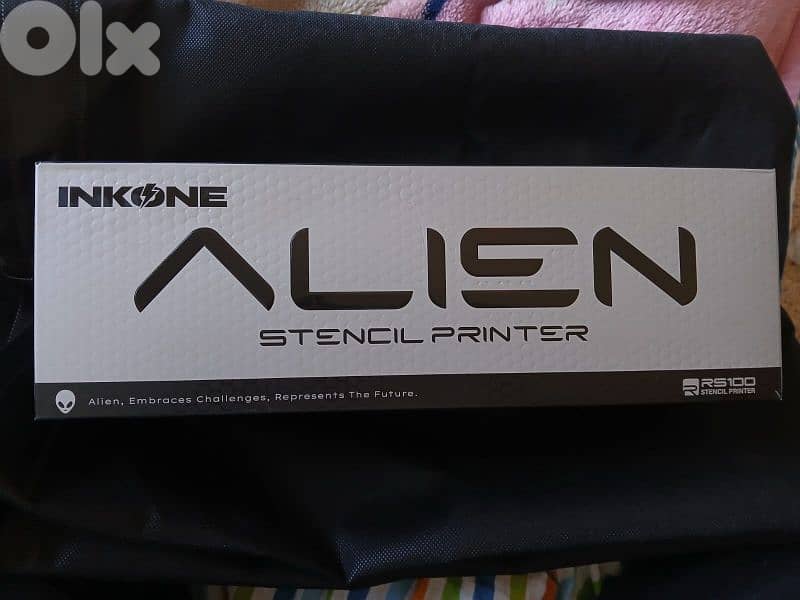 Olx
INKONE
ALIEN
STENCIL PRINTER
Alien, Embraces Challenges, Represents The Future.
RS100
STENCIL PRINTER